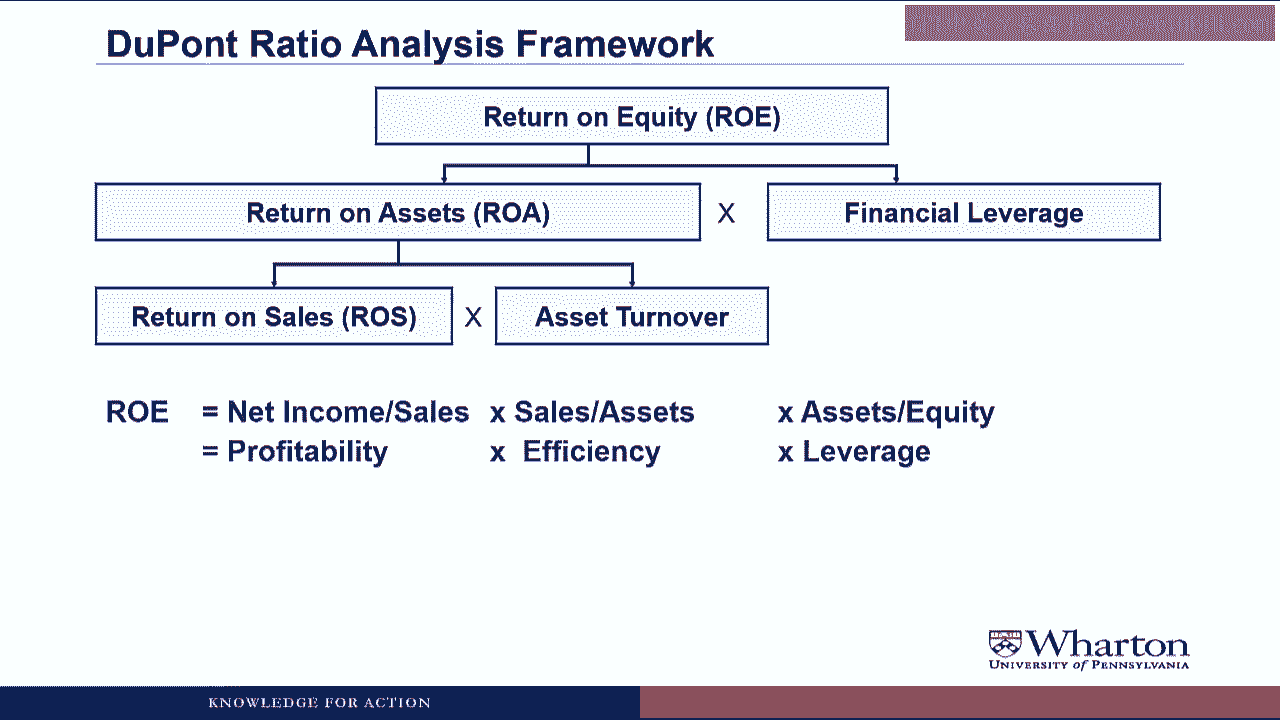 DuPont Ratio Analysis Framework
Return on Equity (ROE)
Return on Assets (ROA) X Financial Leverage
Return on Sales (ROS) X Asset Turnover
ROE = Net Income/Sales x Sales/Assets x Assets/Equity
= Profitability x Efficiency x Leverage
Wharton
UNIVERSITY of PENNSYLVANIA
KNOWLEDGE FOR ACTION